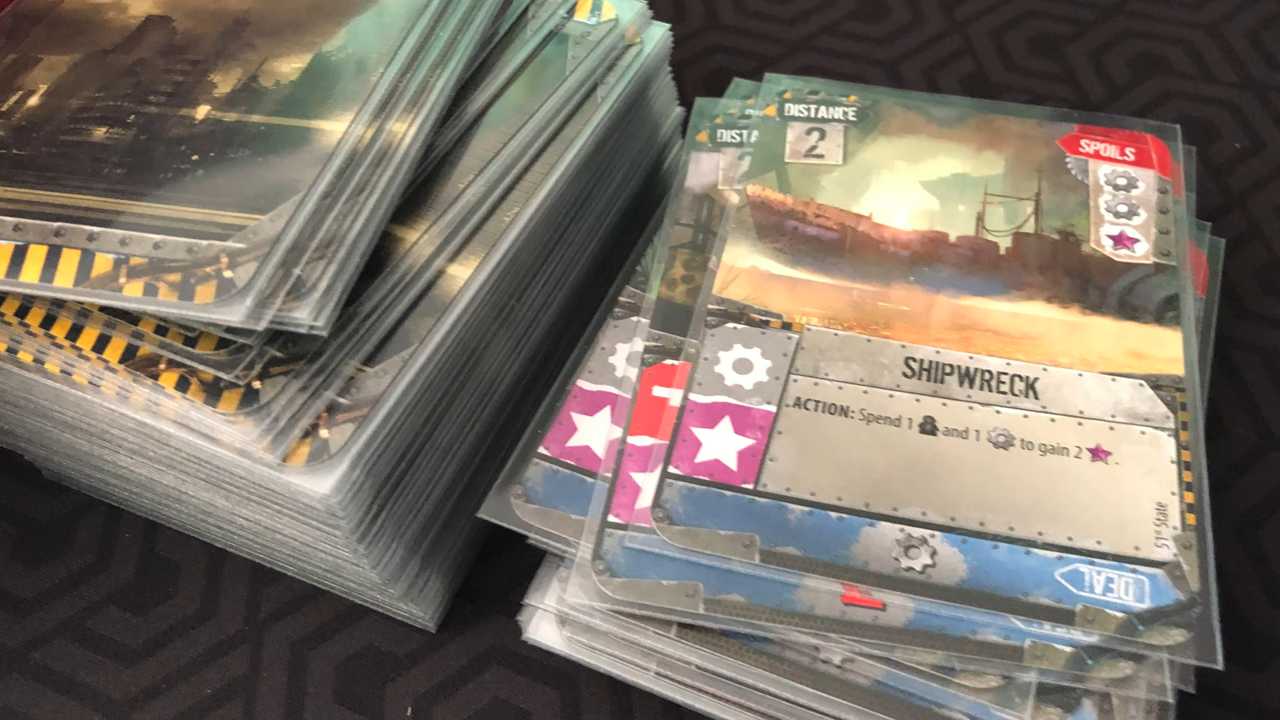 DISTANCE
2
SPOILS
SHIPWRECK
ACTION: Spend 1 and 1 to gain 2 .
51st State
DEAL